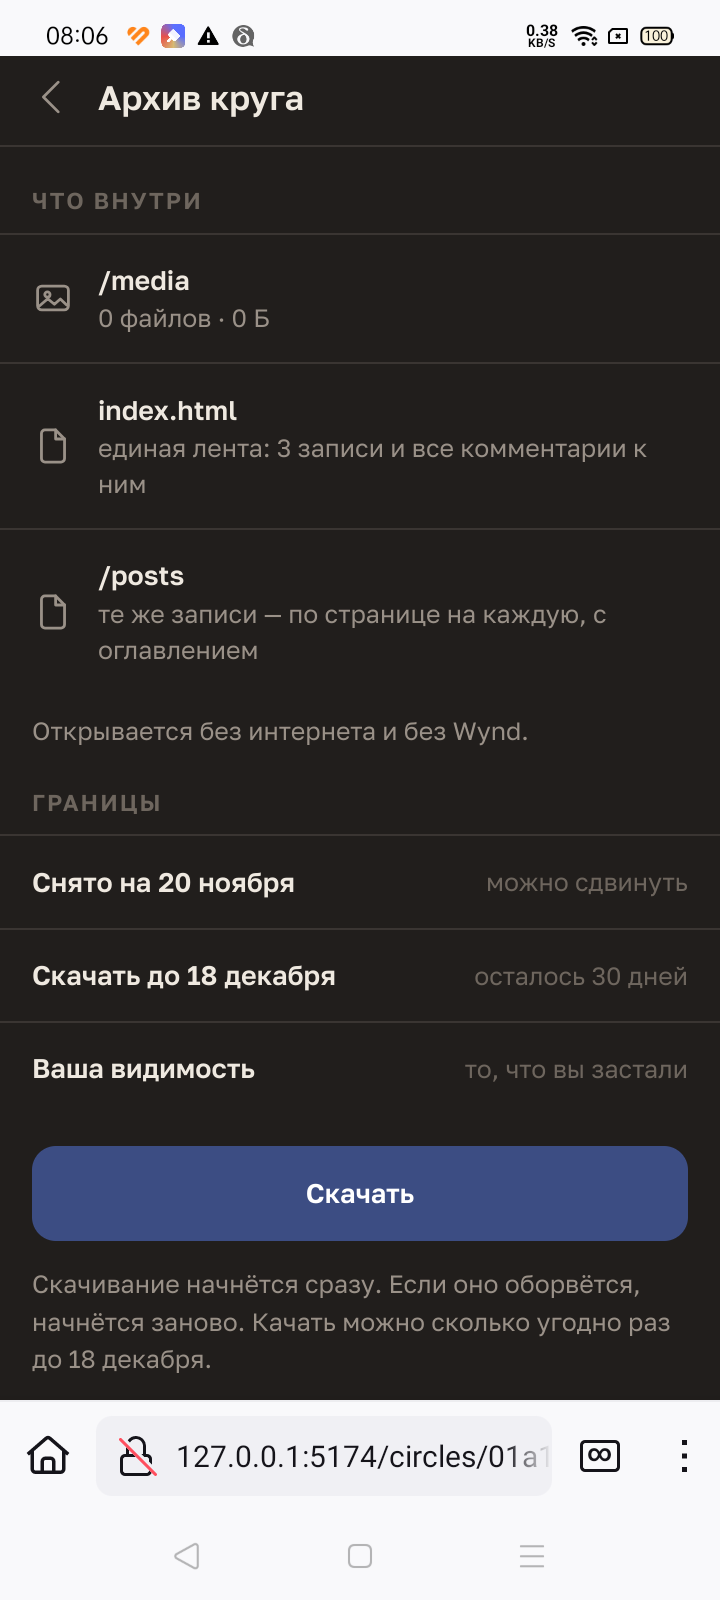 08:06
0.38
KB/S
100
Архив круга
ЧТО ВНУТРИ
/media
0 файлов · 0 Б
index.html
единая лента: 3 записи и все комментарии к
ним
/posts
те же записи — по странице на каждую, с
оглавлением
Открывается без интернета и без Wynd.
ГРАНИЦЫ
Снято на 20 ноября
можно сдвинуть
Скачать до 18 декабря
осталось 30 дней
Ваша видимость
то, что вы застали
Скачать
Скачивание начнётся сразу. Если оно оборвётся,
начнётся заново. Качать можно сколько угодно раз
до 18 декабря.
127.0.0.1:5174/circles/01a1